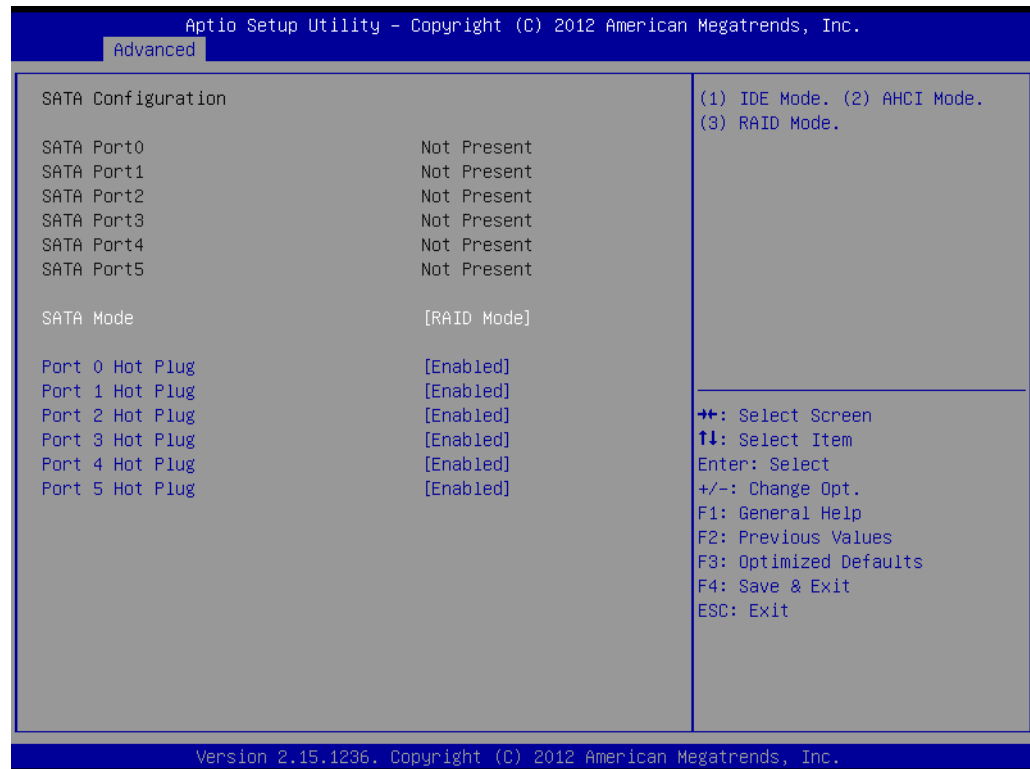 Aptio Setup Utility – Copyright (C) 2012 American Megatrends, Inc.
Advanced
SATA Configuration
SATA Port0 Not Present
SATA Port1 Not Present
SATA Port2 Not Present
SATA Port3 Not Present
SATA Port4 Not Present
SATA Port5 Not Present
SATA Mode [RAID Mode]
Port 0 Hot Plug [Enabled]
Port 1 Hot Plug [Enabled]
Port 2 Hot Plug [Enabled]
Port 3 Hot Plug [Enabled]
Port 4 Hot Plug [Enabled]
Port 5 Hot Plug [Enabled]
(1) IDE Mode. (2) AHCI Mode.
(3) RAID Mode.
→←: Select Screen
↑↓: Select Item
Enter: Select
+/-: Change Opt.
F1: General Help
F2: Previous Values
F3: Optimized Defaults
F4: Save & Exit
ESC: Exit
Version 2.15.1236. Copyright (C) 2012 American Megatrends, Inc.